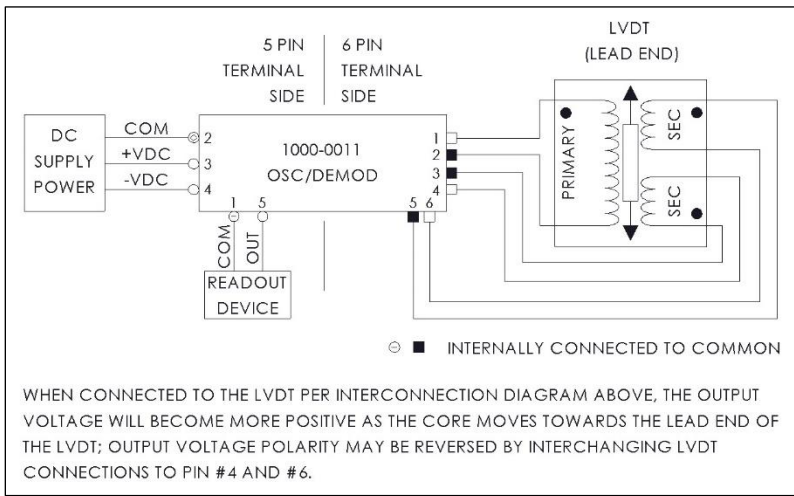 LVDT
(LEAD END)
5 PIN
TERMINAL
SIDE
6 PIN
TERMINAL
SIDE
DC
SUPPLY
POWER
COM
+VDC
-VDC
2
3
4
1000-0011
OSC/DEMOD
1
2
3
4
1
5
5
6
COM
OUT
READOUT
DEVICE
PRIMARY
SEC
SEC
INTERNALLY CONNECTED TO COMMON
WHEN CONNECTED TO THE LVDT PER INTERCONNECTION DIAGRAM ABOVE, THE OUTPUT
VOLTAGE WILL BECOME MORE POSITIVE AS THE CORE MOVES TOWARDS THE LEAD END OF
THE LVDT; OUTPUT VOLTAGE POLARITY MAY BE REVERSED BY INTERCHANGING LVDT
CONNECTIONS TO PIN #4 AND #6.